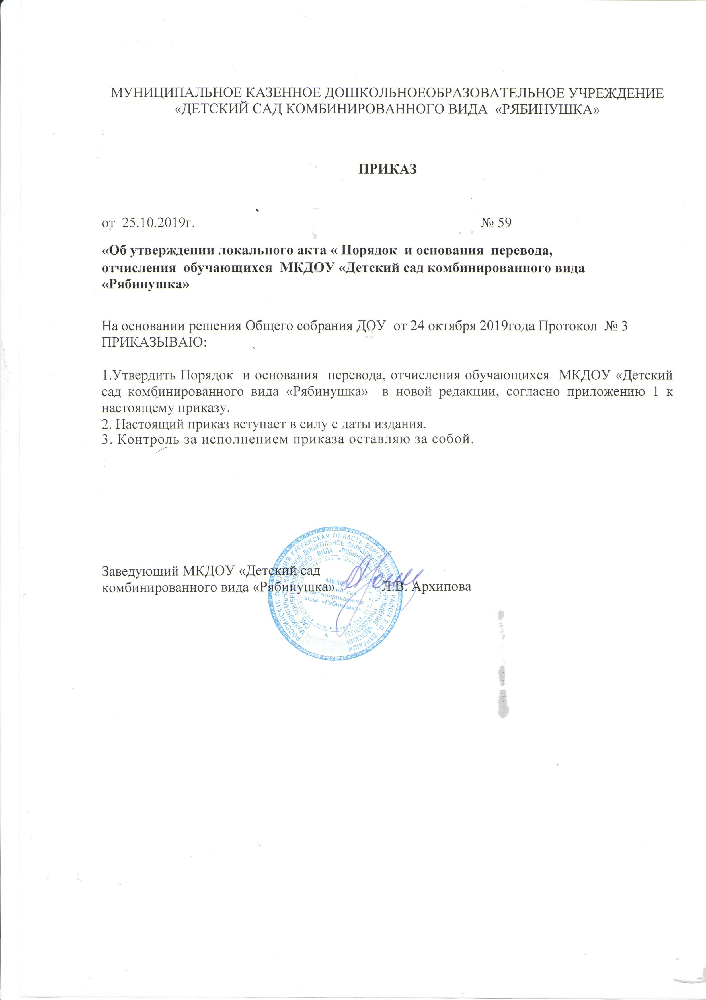 МУНИЦИПАЛЬНОЕ КАЗЕННОЕ ДОШКОЛЬНОЕОБРАЗОВАТЕЛЬНОЕ УЧРЕЖДЕНИЕ
«ДЕТСКИЙ САД КОМБИНИРОВАННОГО ВИДА «РЯБИНУШКА»
ПРИКАЗ
от 25.10.2019г. № 59
«Об утверждении локального акта « Порядок и основания перевода,
отчисления обучающихся МКДОУ «Детский сад комбинированного вида
«Рябинушка»
На основании решения Общего собрания ДОУ от 24 октября 2019года Протокол № 3
ПРИКАЗЫВАЮ:
1.Утвердить Порядок и основания перевода, отчисления обучающихся МКДОУ «Детский
сад комбинированного вида «Рябинушка» в новой редакции, согласно приложению 1 к
настоящему приказу.
2. Настоящий приказ вступает в силу с даты издания.
3. Контроль за исполнением приказа оставляю за собой.
Заведующий МКДОУ «Детский сад
комбинированного вида «Рябинушка» Л.В. Архипова
РОССИЙСКАЯ ФЕДЕРАЦИЯ КУРГАНСКАЯ ОБЛАСТЬ ВАРГАШИНСКИЙ РАЙОН Р.П. ВАРГАШИ
МУНИЦИПАЛЬНОЕ КАЗЕННОЕ ДОШКОЛЬНОЕ ОБРАЗОВАТЕЛЬНОЕ УЧРЕЖДЕНИЕ «ДЕТСКИЙ
САД КОМБИНИРОВАННОГО ВИДА «РЯБИНУШКА» ОГРН 1094508000333
МКДОУ
сад
комбинированного
вида «Рябинушка»